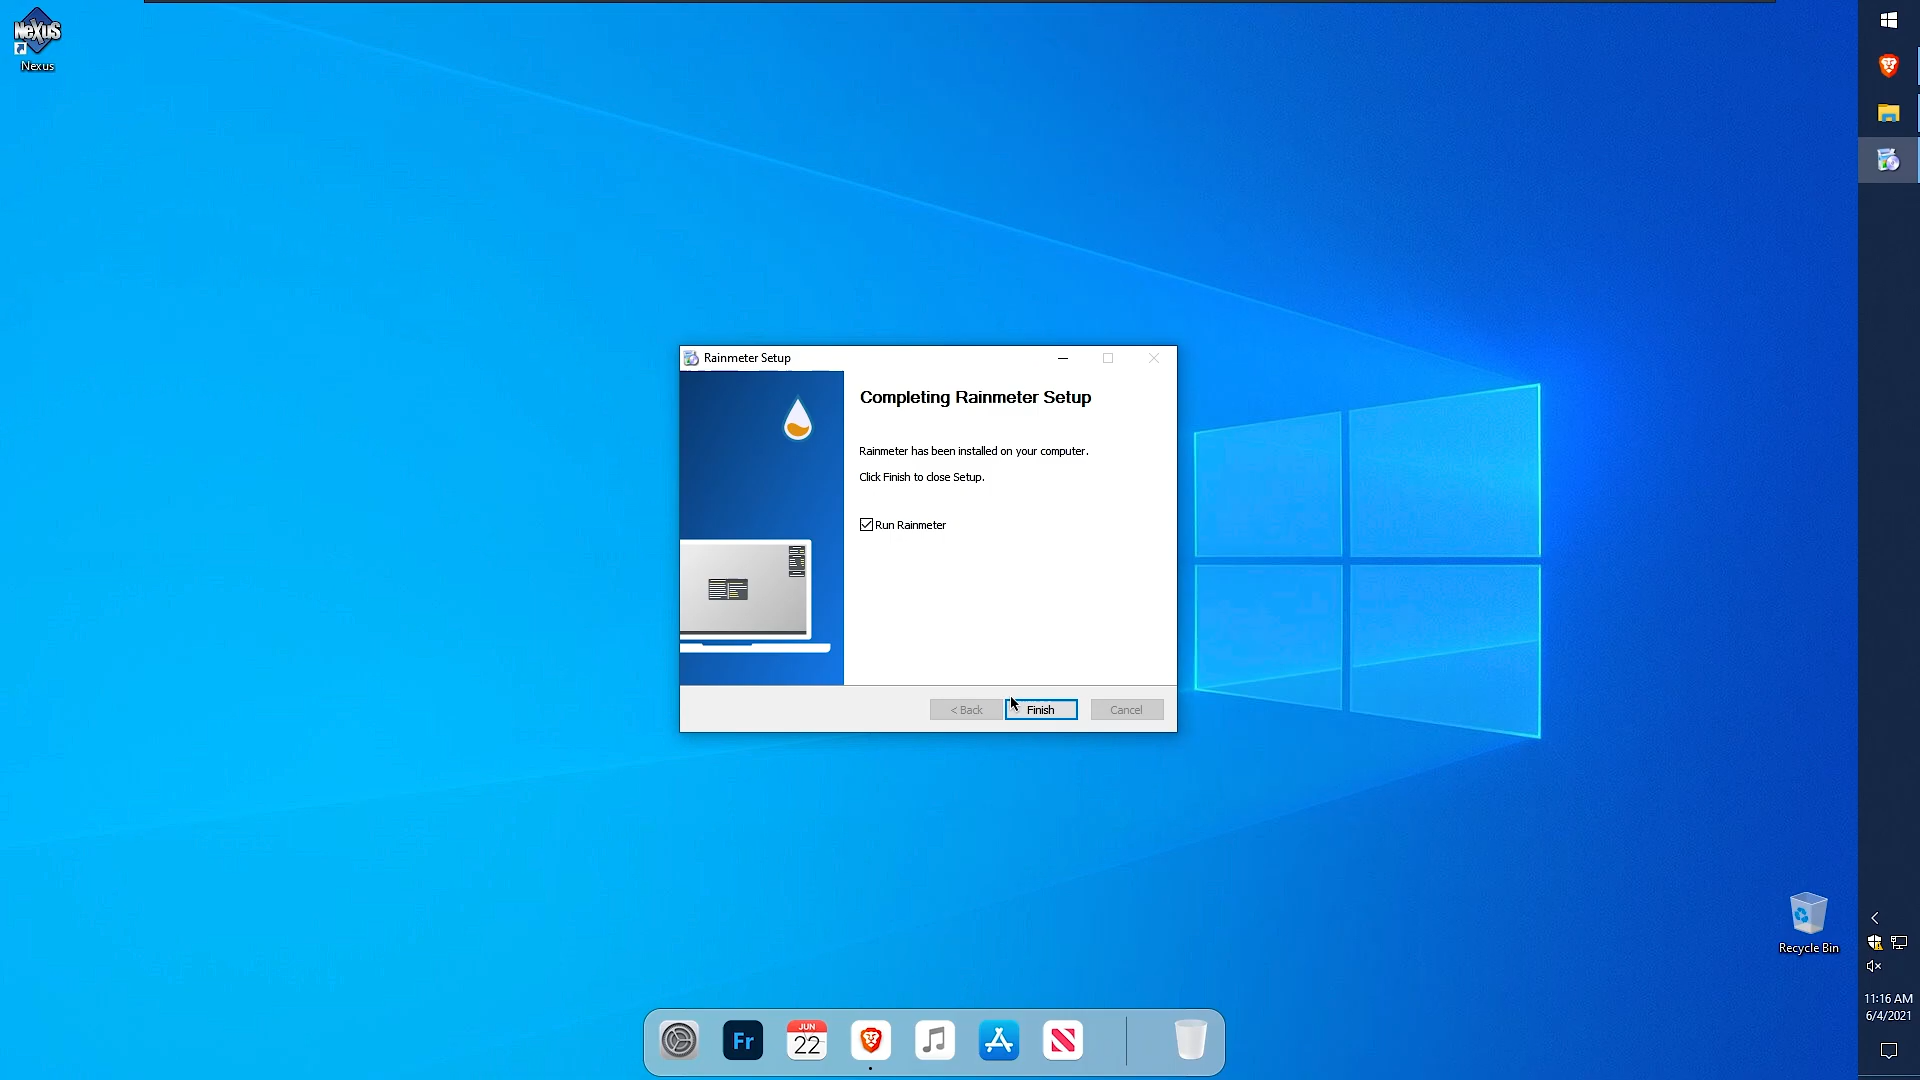 NeXuS
Nexus
Rainmeter Setup
Completing Rainmeter Setup
Rainmeter has been installed on your computer.
Click Finish to close Setup.
Run Rainmeter
< Back
Finish
Cancel
Recycle Bin
11:16 AM
6/4/2021
Fr
JUN
22